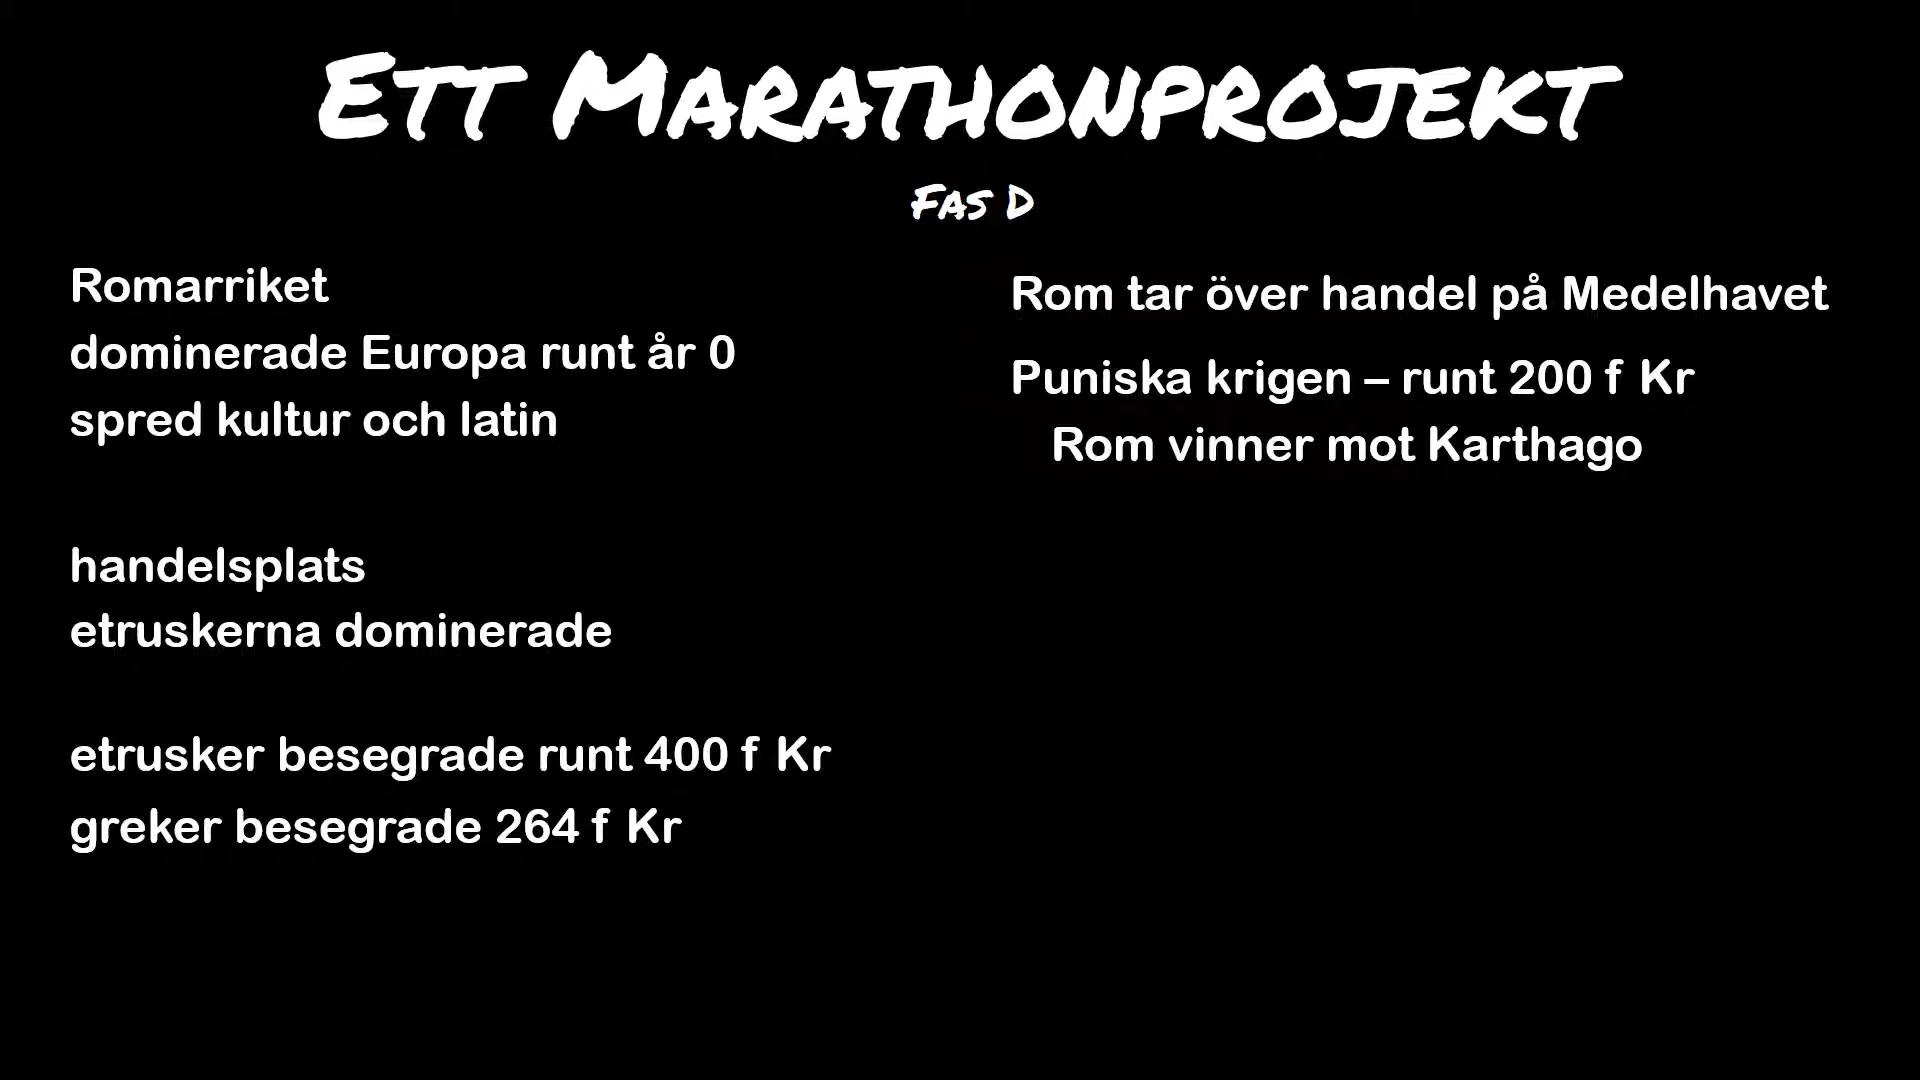 Ett Marathonprojekt
Fas D
Romarriket
dominerade Europa runt år 0
spred kultur och latin
handelsplats
etruskerna dominerade
etrusker besegrade runt 400 f Kr
greker besegrade 264 f Kr
Rom tar över handel på Medelhavet
Puniska krigen – runt 200 f Kr
Rom vinner mot Karthago